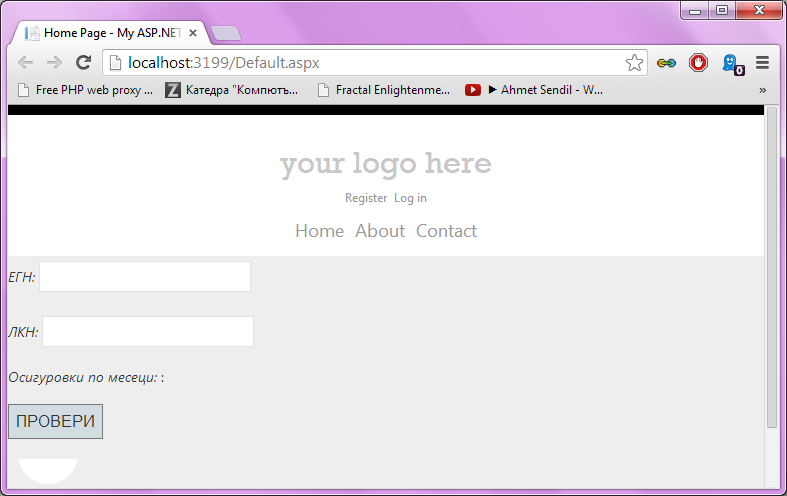 Home Page - My ASP.NET
localhost:3199/Default.aspx
0
Free PHP web proxy ... Катедра "Компютъ... Fractal Enlightenme... ► Ahmet Sendil - W... »
your logo here
Register Log in
Home About Contact
ЕГН:
ЛКН:
Осигуровки по месеци: :
ПРОВЕРИ